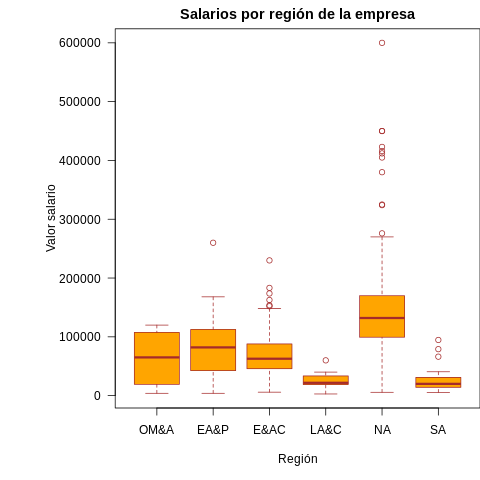 Salarios por región de la empresa
600000
500000
400000
300000
200000
100000
0
Valor salario
OM&A EA&P E&AC LA&C NA SA
Región